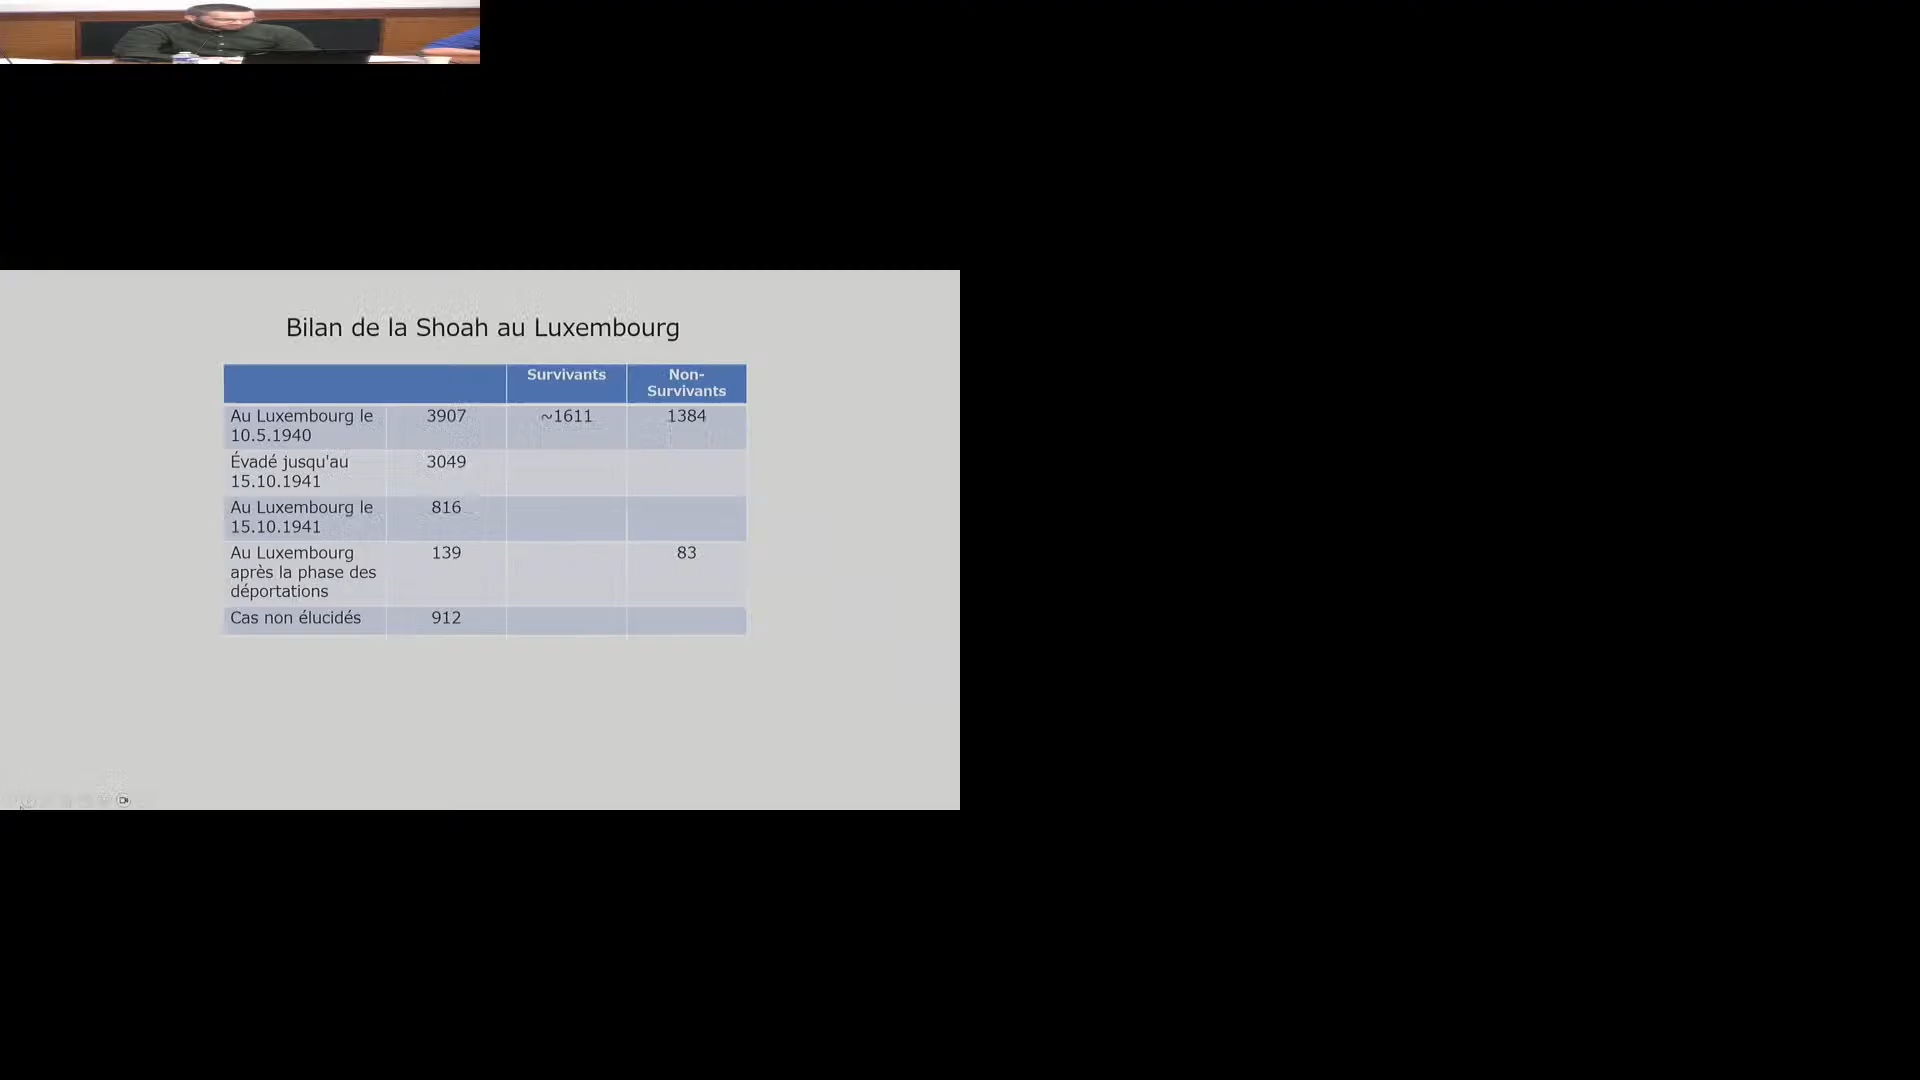 Bilan de la Shoah au Luxembourg
Survivants
Non-
Survivants
Au Luxembourg le
10.5.1940
3907
~1611
1384
Évadé jusqu'au
15.10.1941
3049
Au Luxembourg le
15.10.1941
816
Au Luxembourg
après la phase des
déportations
139
83
Cas non élucidés
912